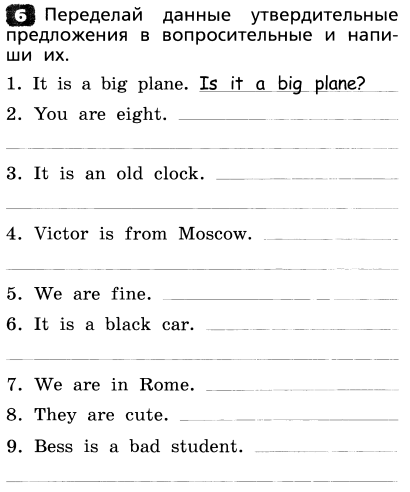 6 Переделай данные утвердительные
предложения в вопросительные и напи-
ши их.
1. It is a big plane. Is it a big plane?
2. You are eight.
3. It is an old clock.
4. Victor is from Moscow.
5. We are fine.
6. It is a black car.
7. We are in Rome.
8. They are cute.
9. Bess is a bad student.